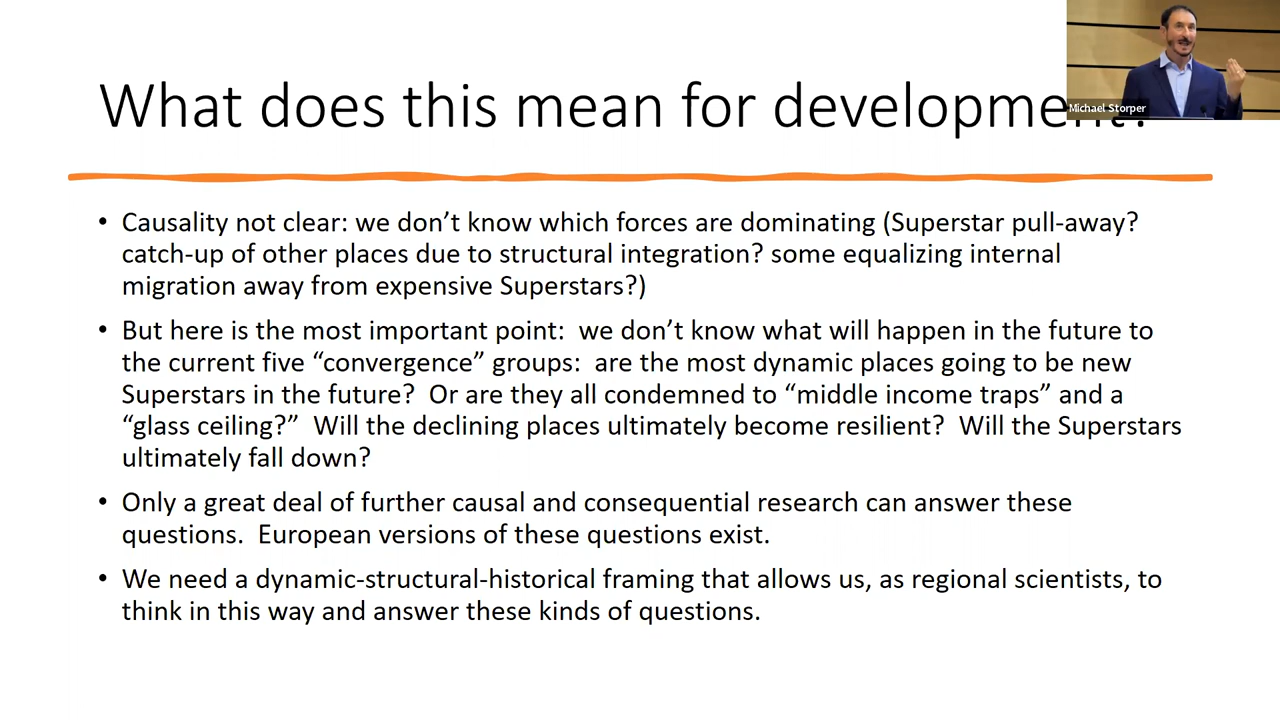 What does this mean for development?
Michael Storper
• Causality not clear: we don’t know which forces are dominating (Superstar pull-away?
catch-up of other places due to structural integration? some equalizing internal
migration away from expensive Superstars?)
• But here is the most important point:  we don’t know what will happen in the future to
the current five “convergence” groups:  are the most dynamic places going to be new
Superstars in the future?  Or are they all condemned to “middle income traps” and a
“glass ceiling?”  Will the declining places ultimately become resilient?  Will the Superstars
ultimately fall down?
• Only a great deal of further causal and consequential research can answer these
questions.  European versions of these questions exist.
• We need a dynamic-structural-historical framing that allows us, as regional scientists, to
think in this way and answer these kinds of questions.